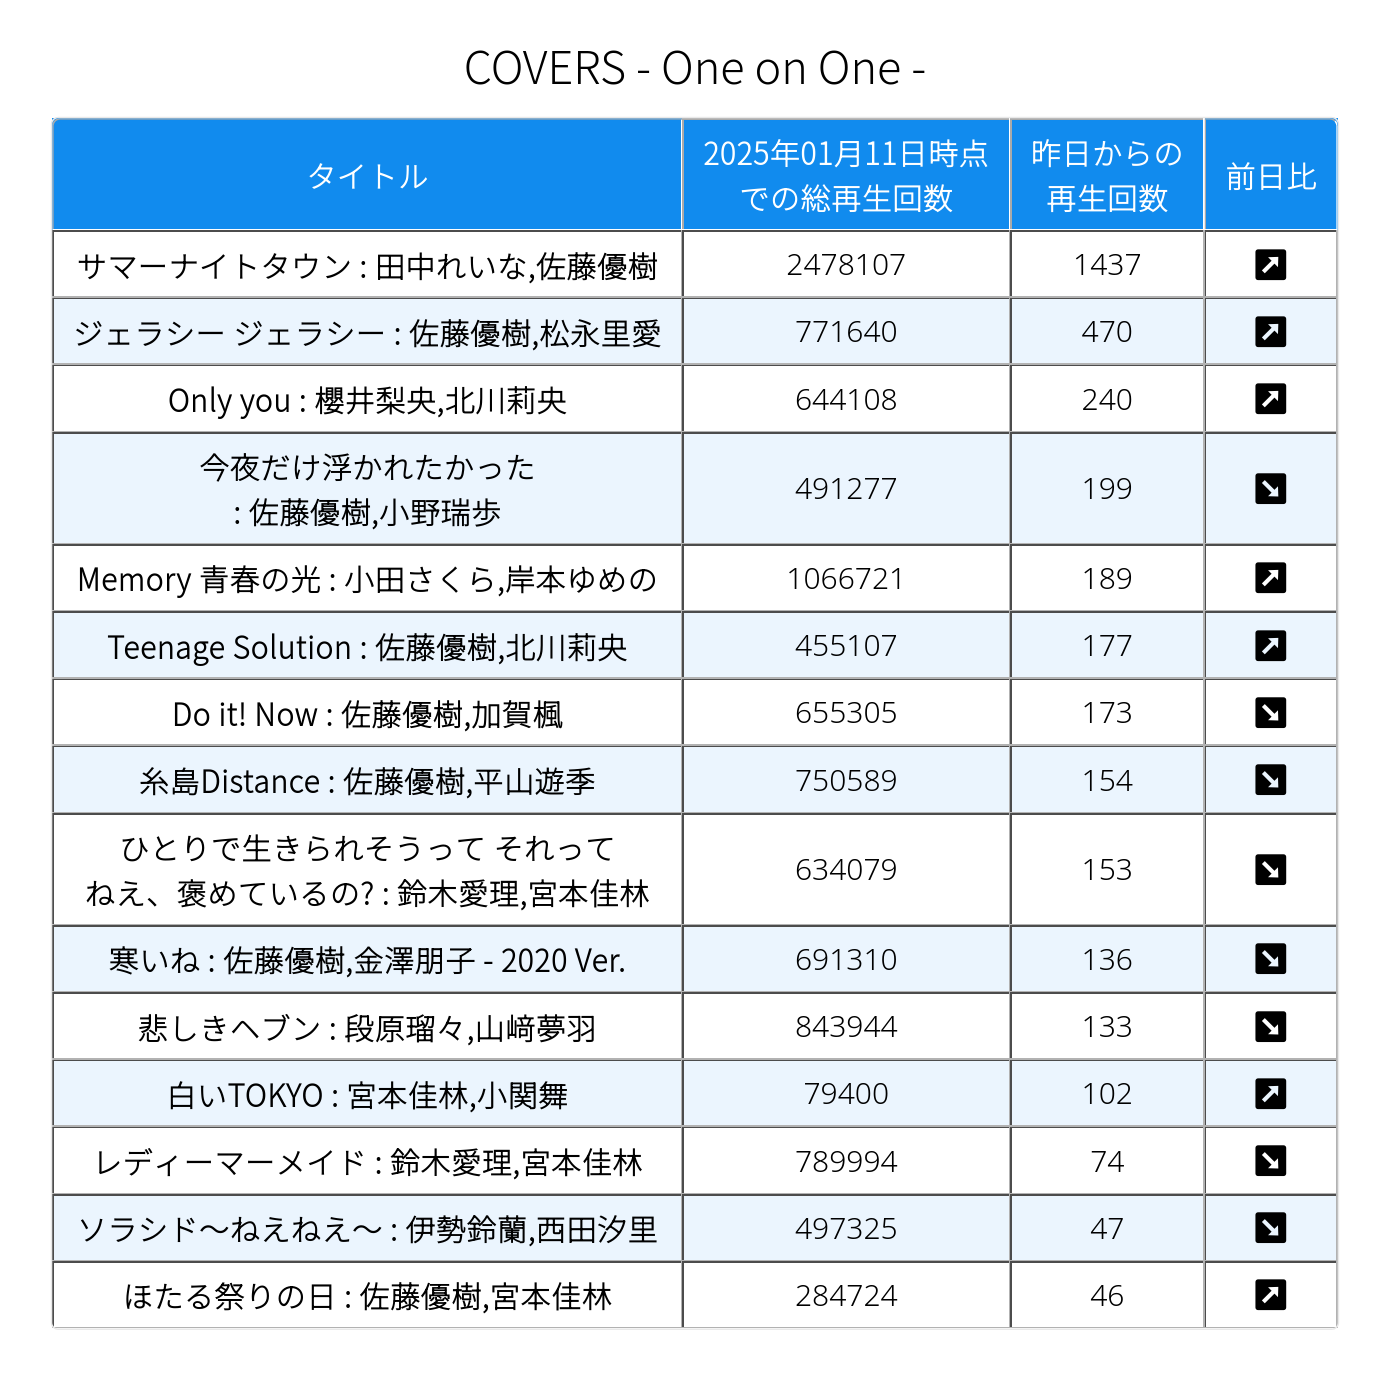 COVERS - One on One -
タイトル
2025年01月11日時点
での総再生回数
昨日からの
再生回数
前日比
サマーナイトタウン : 田中れいな,佐藤優樹 2478107 1437
ジェラシー ジェラシー : 佐藤優樹,松永里愛 771640 470
Only you : 櫻井梨央,北川莉央 644108 240
今夜だけ浮かれたかった
: 佐藤優樹,小野瑞歩 491277 199
Memory 青春の光 : 小田さくら,岸本ゆめの 1066721 189
Teenage Solution : 佐藤優樹,北川莉央 455107 177
Do it! Now : 佐藤優樹,加賀楓 655305 173
糸島Distance : 佐藤優樹,平山遊季 750589 154
ひとりで生きられそうって それって
ねえ、褒めているの? : 鈴木愛理,宮本佳林 634079 153
寒いね : 佐藤優樹,金澤朋子 - 2020 Ver. 691310 136
悲しきヘブン : 段原瑠々,山﨑夢羽 843944 133
白いTOKYO : 宮本佳林,小関舞 79400 102
レディーマーメイド : 鈴木愛理,宮本佳林 789994 74
ソラシド〜ねえねえ〜 : 伊勢鈴蘭,西田汐里 497325 47
ほたる祭りの日 : 佐藤優樹,宮本佳林 284724 46